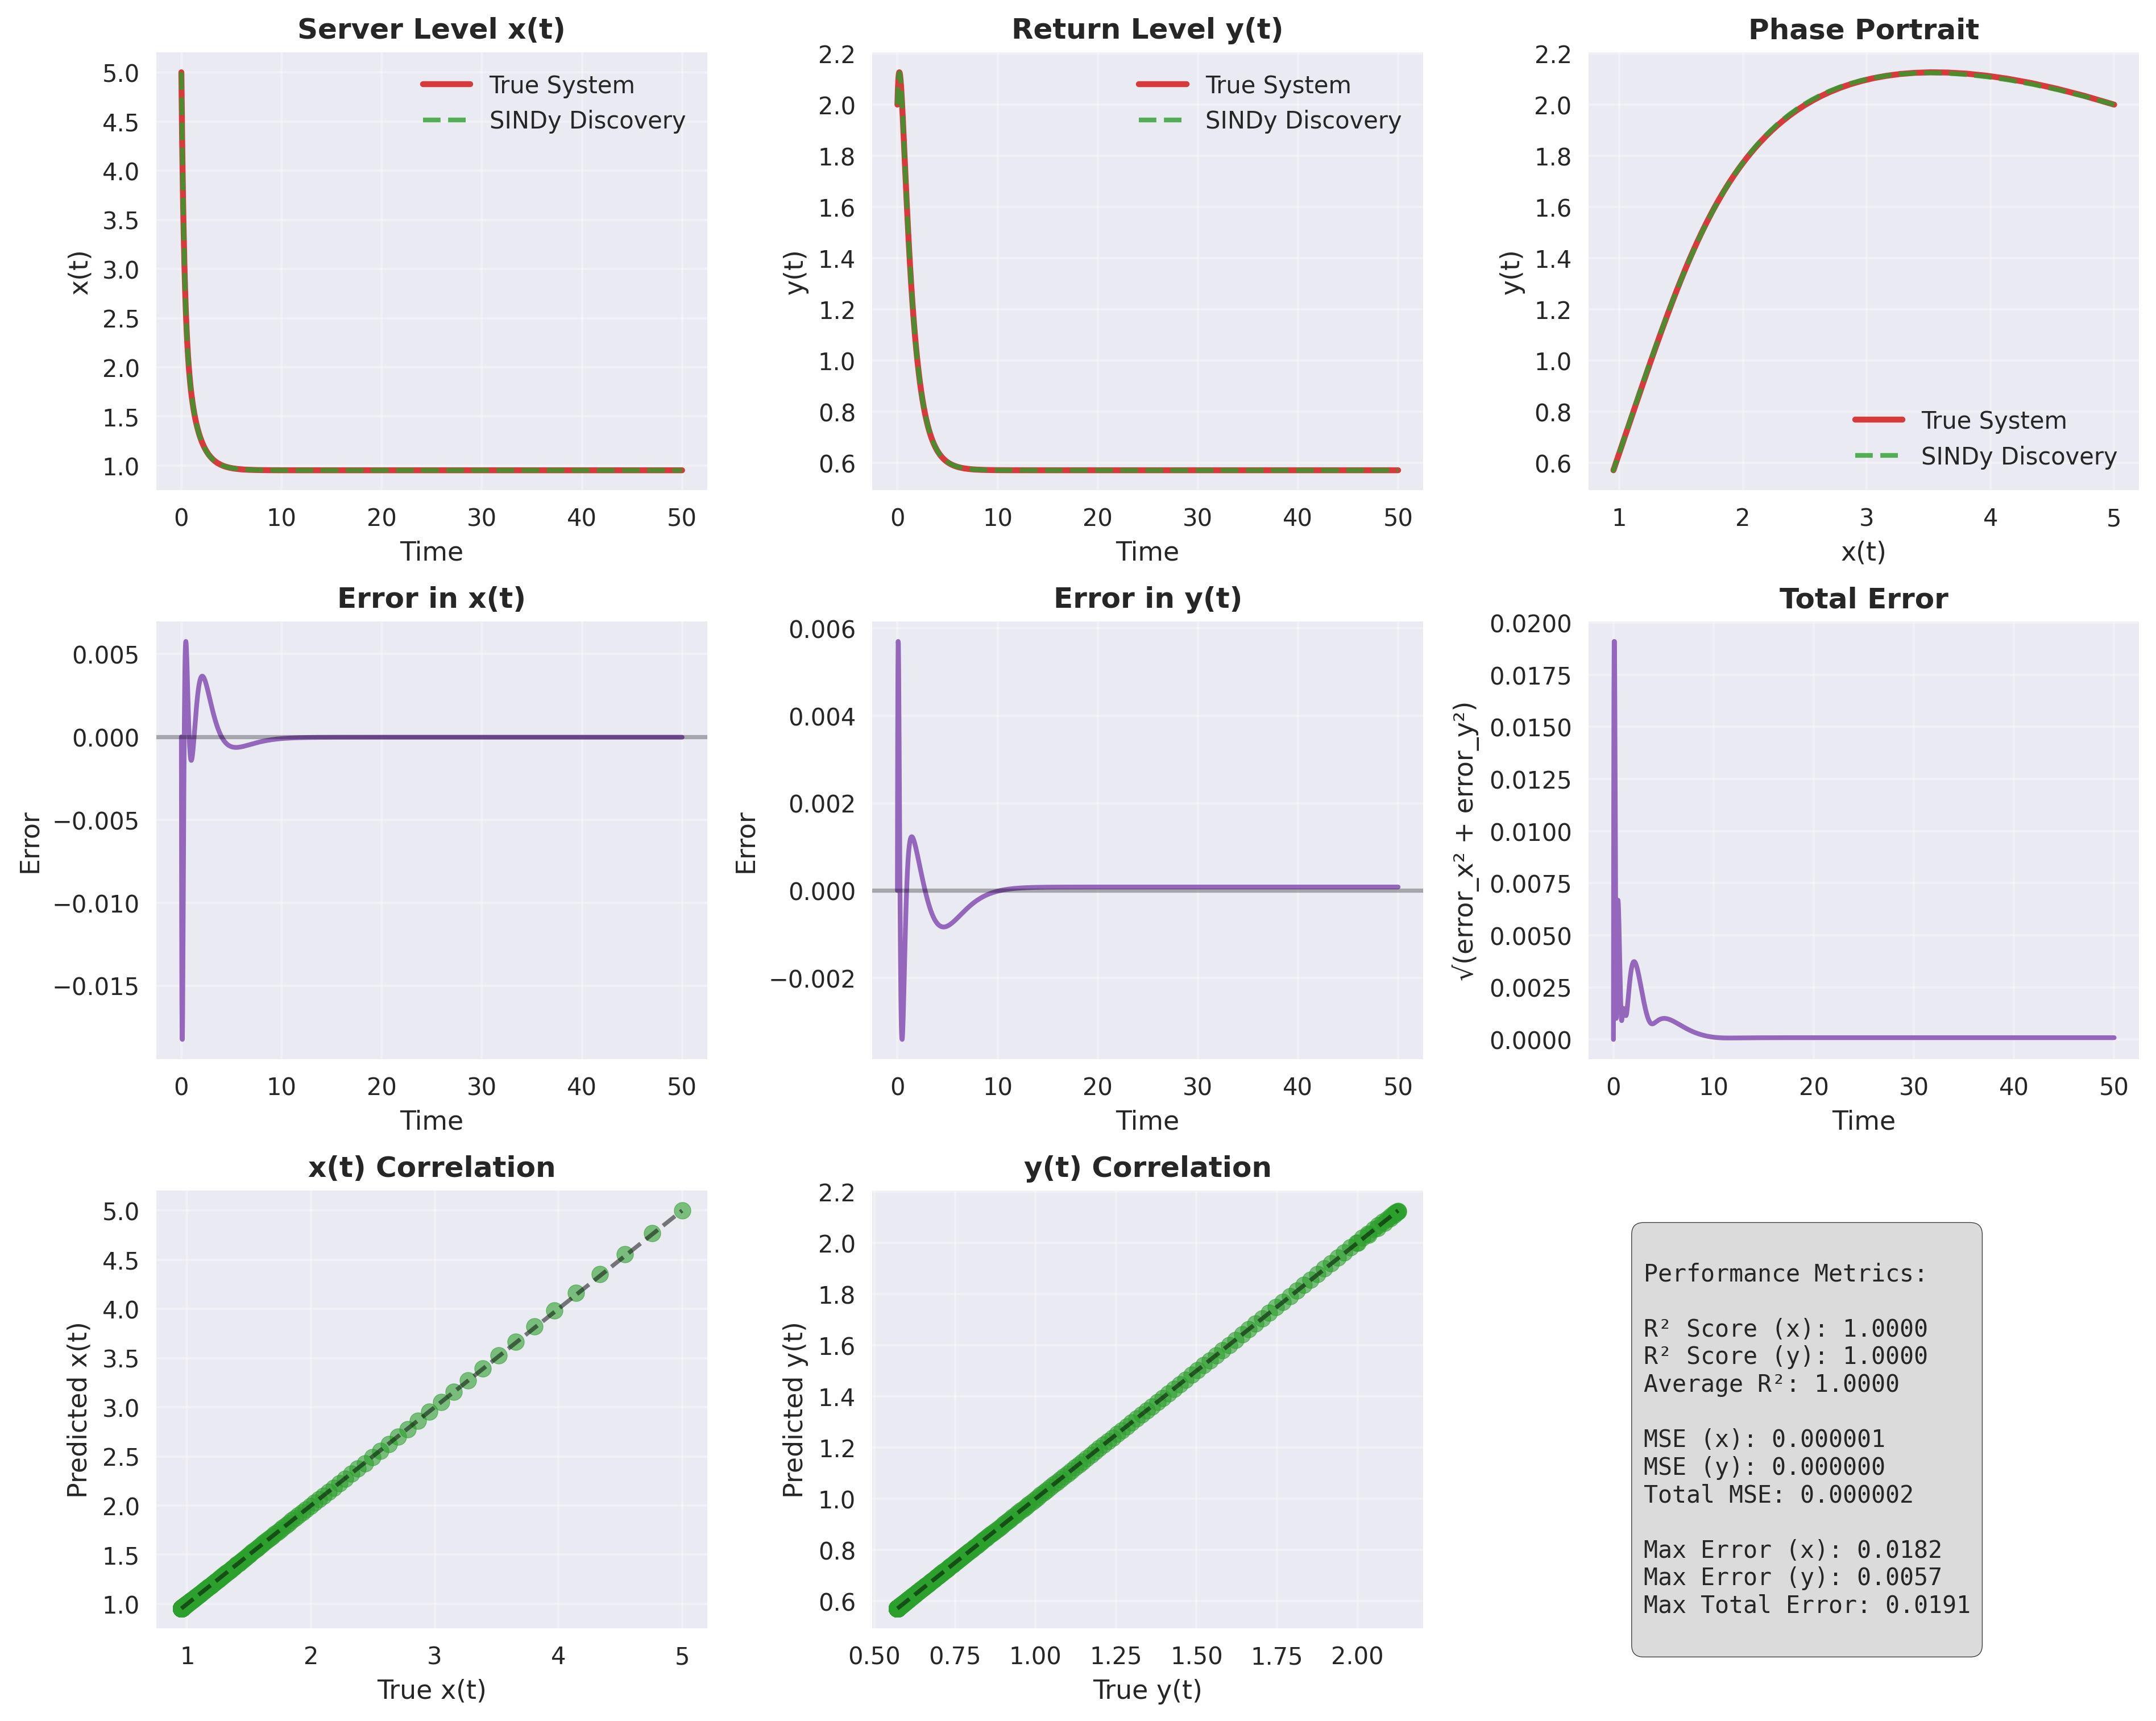 Server Level x(t)
x(t)
5.0
4.5
4.0
3.5
3.0
2.5
2.0
1.5
1.0
True System
SINDy Discovery
0 10 20 30 40 50
Time
Return Level y(t)
y(t)
2.2
2.0
1.8
1.6
1.4
1.2
1.0
0.8
0.6
True System
SINDy Discovery
0 10 20 30 40 50
Time
Phase Portrait
y(t)
2.2
2.0
1.8
1.6
1.4
1.2
1.0
0.8
0.6
True System
SINDy Discovery
1 2 3 4 5
x(t)
Error in x(t)
Error
0.005
0.000
−0.005
−0.010
−0.015
0 10 20 30 40 50
Time
Error in y(t)
Error
0.006
0.004
0.002
0.000
−0.002
0 10 20 30 40 50
Time
Total Error
√(error_x² + error_y²)
0.0200
0.0175
0.0150
0.0125
0.0100
0.0075
0.0050
0.0025
0.0000
0 10 20 30 40 50
Time
x(t) Correlation
Predicted x(t)
5.0
4.5
4.0
3.5
3.0
2.5
2.0
1.5
1.0
1 2 3 4 5
True x(t)
y(t) Correlation
Predicted y(t)
2.2
2.0
1.8
1.6
1.4
1.2
1.0
0.8
0.6
0.50 0.75 1.00 1.25 1.50 1.75 2.00
True y(t)
Performance Metrics:
R² Score (x): 1.0000
R² Score (y): 1.0000
Average R²: 1.0000
MSE (x): 0.000001
MSE (y): 0.000000
Total MSE: 0.000002
Max Error (x): 0.0182
Max Error (y): 0.0057
Max Total Error: 0.0191